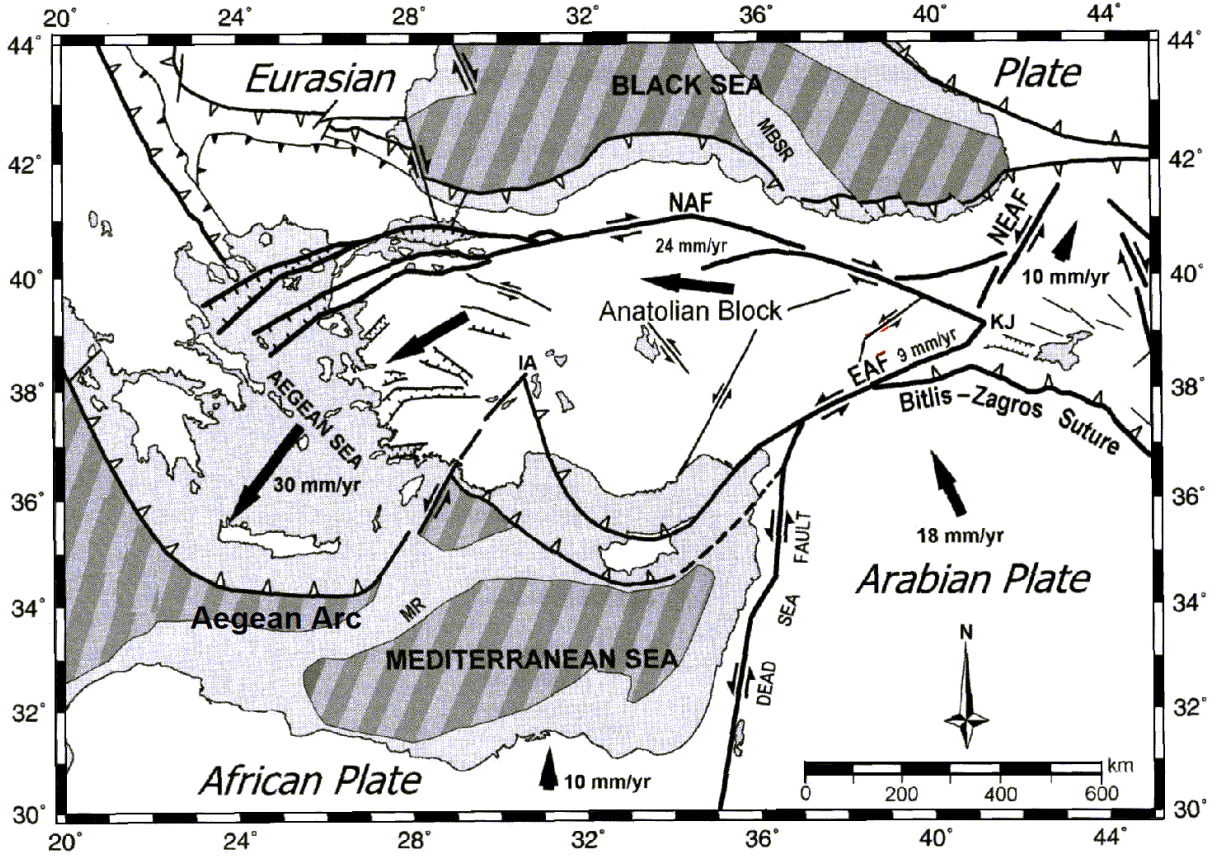 20° 24° 28° 32° 36° 40° 44°
44° 44°
Eurasian Plate
BLACK SEA
MBSR
42° 42°
NAF
NEAF
24 mm/yr
10 mm/yr
40° 40°
Anatolian Block
KJ
9 mm/yr
EAF
IA
38° 38°
AEGEAN SEA
Bitlis – Zagros Suture
30 mm/yr
36° 36°
18 mm/yr
DEAD SEA FAULT
Arabian Plate
34° 34°
Aegean Arc
MR
N
MEDITERRANEAN SEA
32° 32°
African Plate
10 mm/yr
km
0 200 400 600
30° 30°
20° 24° 28° 32° 36° 40° 44°